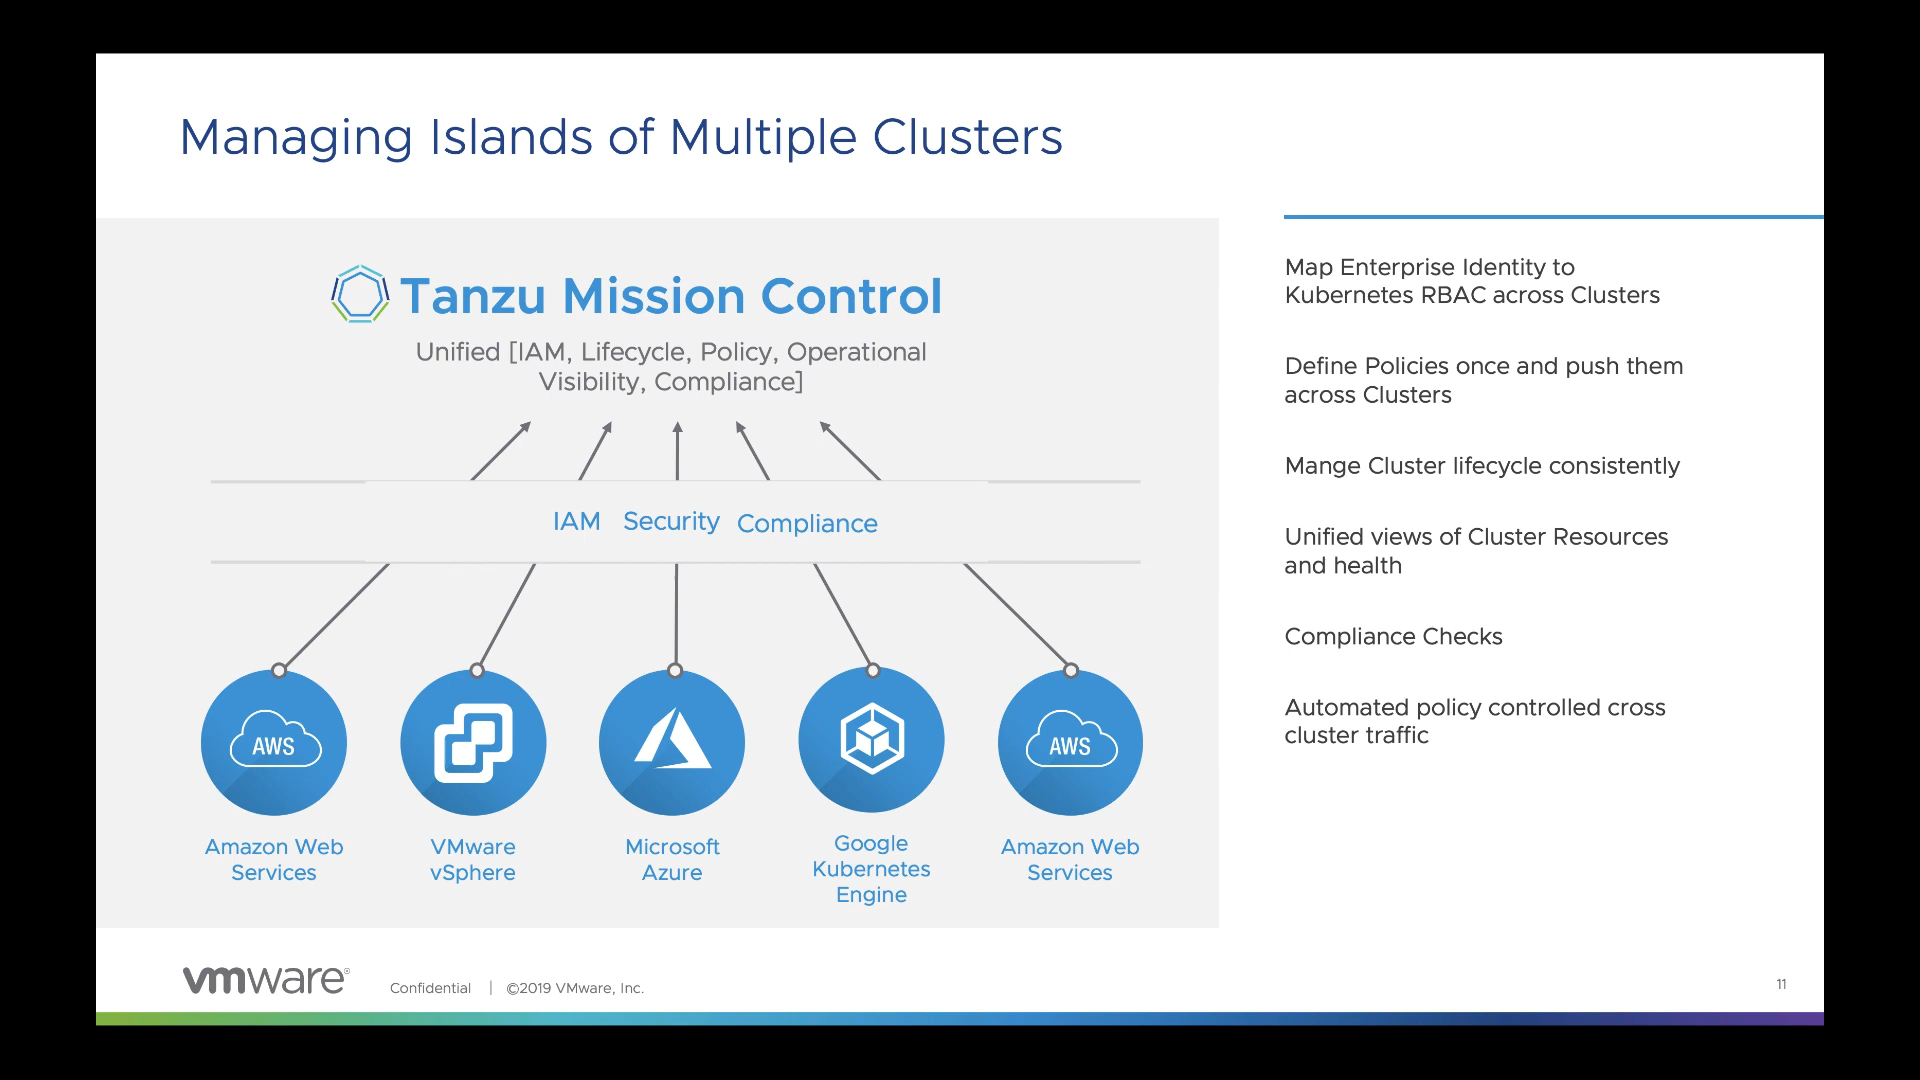 Managing Islands of Multiple Clusters
Tanzu Mission Control
Unified [IAM, Lifecycle, Policy, Operational
Visibility, Compliance]
IAM Security Compliance
AWS
AWS
Amazon Web
Services
VMware
vSphere
Microsoft
Azure
Google
Kubernetes
Engine
Amazon Web
Services
Map Enterprise Identity to
Kubernetes RBAC across Clusters
Define Policies once and push them
across Clusters
Mange Cluster lifecycle consistently
Unified views of Cluster Resources
and health
Compliance Checks
Automated policy controlled cross
cluster traffic
vmware®
Confidential | ©2019 VMware, Inc.
11